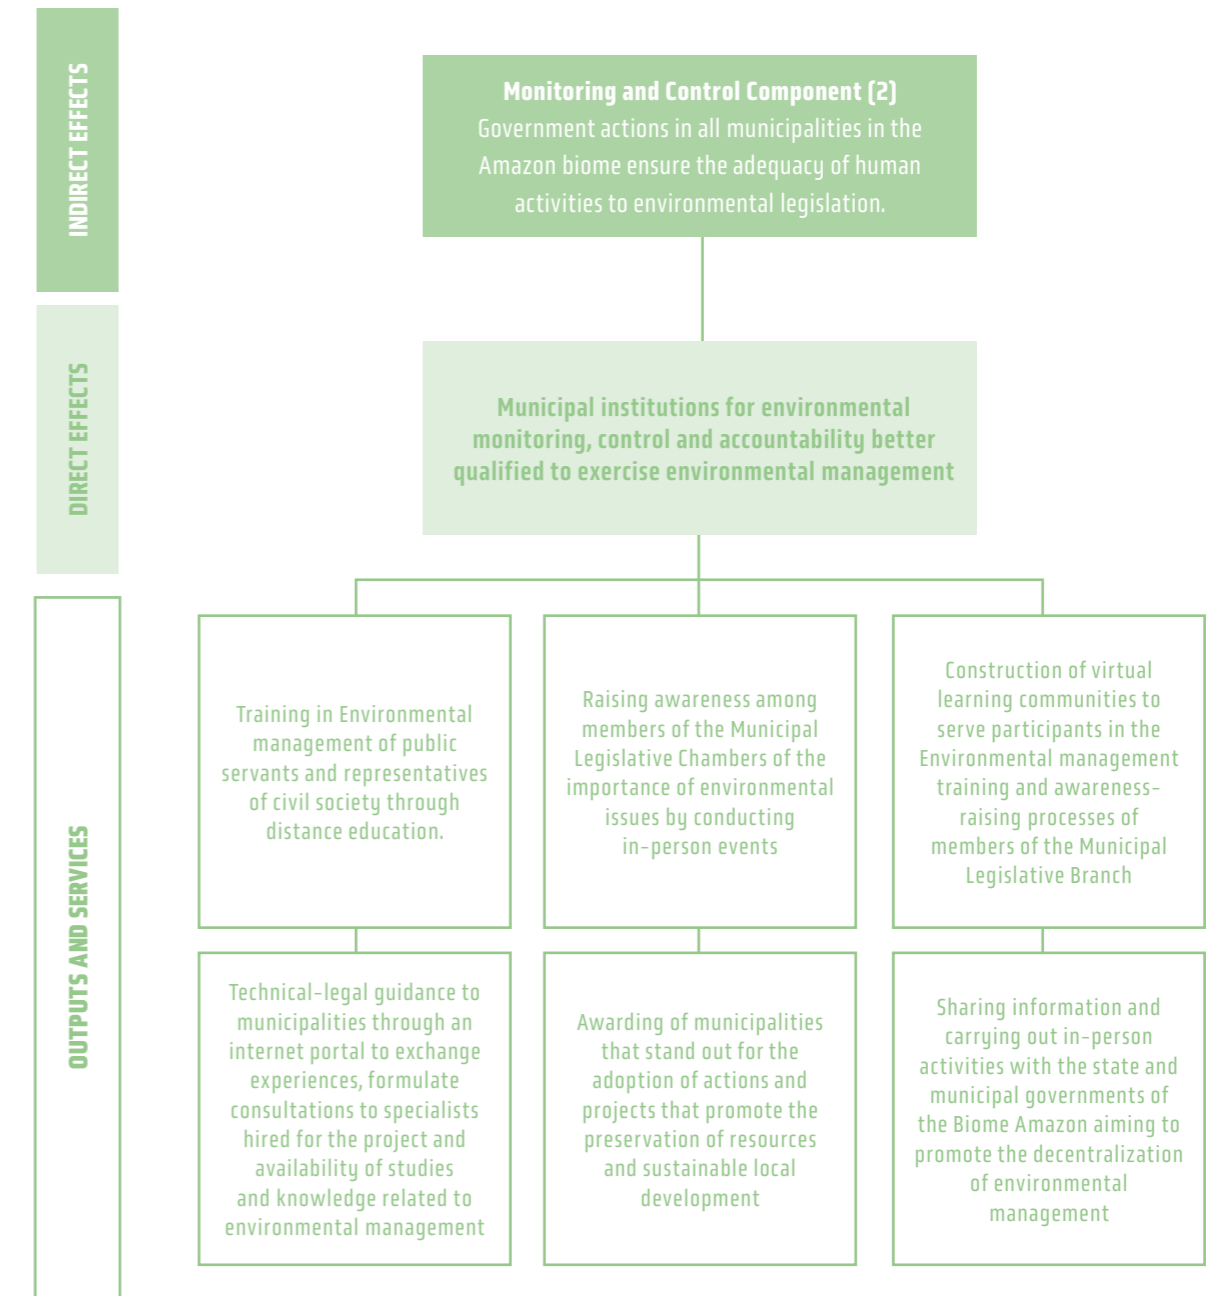 INDIRECT EFFECTS
Monitoring and Control Component (2)
Government actions in all municipalities in the
Amazon biome ensure the adequacy of human
activities to environmental legislation.
DIRECT EFFECTS
Municipal institutions for environmental
monitoring, control and accountability better
qualified to exercise environmental management
OUTPUTS AND SERVICES
Training in Environmental
management of public
servants and representatives
of civil society through
distance education.
Raising awareness among
members of the Municipal
Legislative Chambers of the
importance of environmental
issues by conducting
in-person events
Construction of virtual
learning communities to
serve participants in the
Environmental management
training and awareness-
raising processes of
members of the Municipal
Legislative Branch
Technical-legal guidance to
municipalities through an
internet portal to exchange
experiences, formulate
consultations to specialists
hired for the project and
availability of studies
and knowledge related to
environmental management
Awarding of municipalities
that stand out for the
adoption of actions and
projects that promote the
preservation of resources
and sustainable local
development
Sharing information and
carrying out in-person
activities with the state and
municipal governments of
the Biome Amazon aiming to
promote the decentralization
of environmental
management